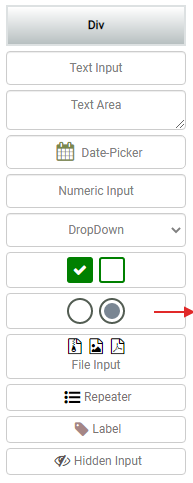 Div
Text Input
Text Area
Date-Picker
Numeric Input
DropDown
File Input
Repeater
Label
Hidden Input